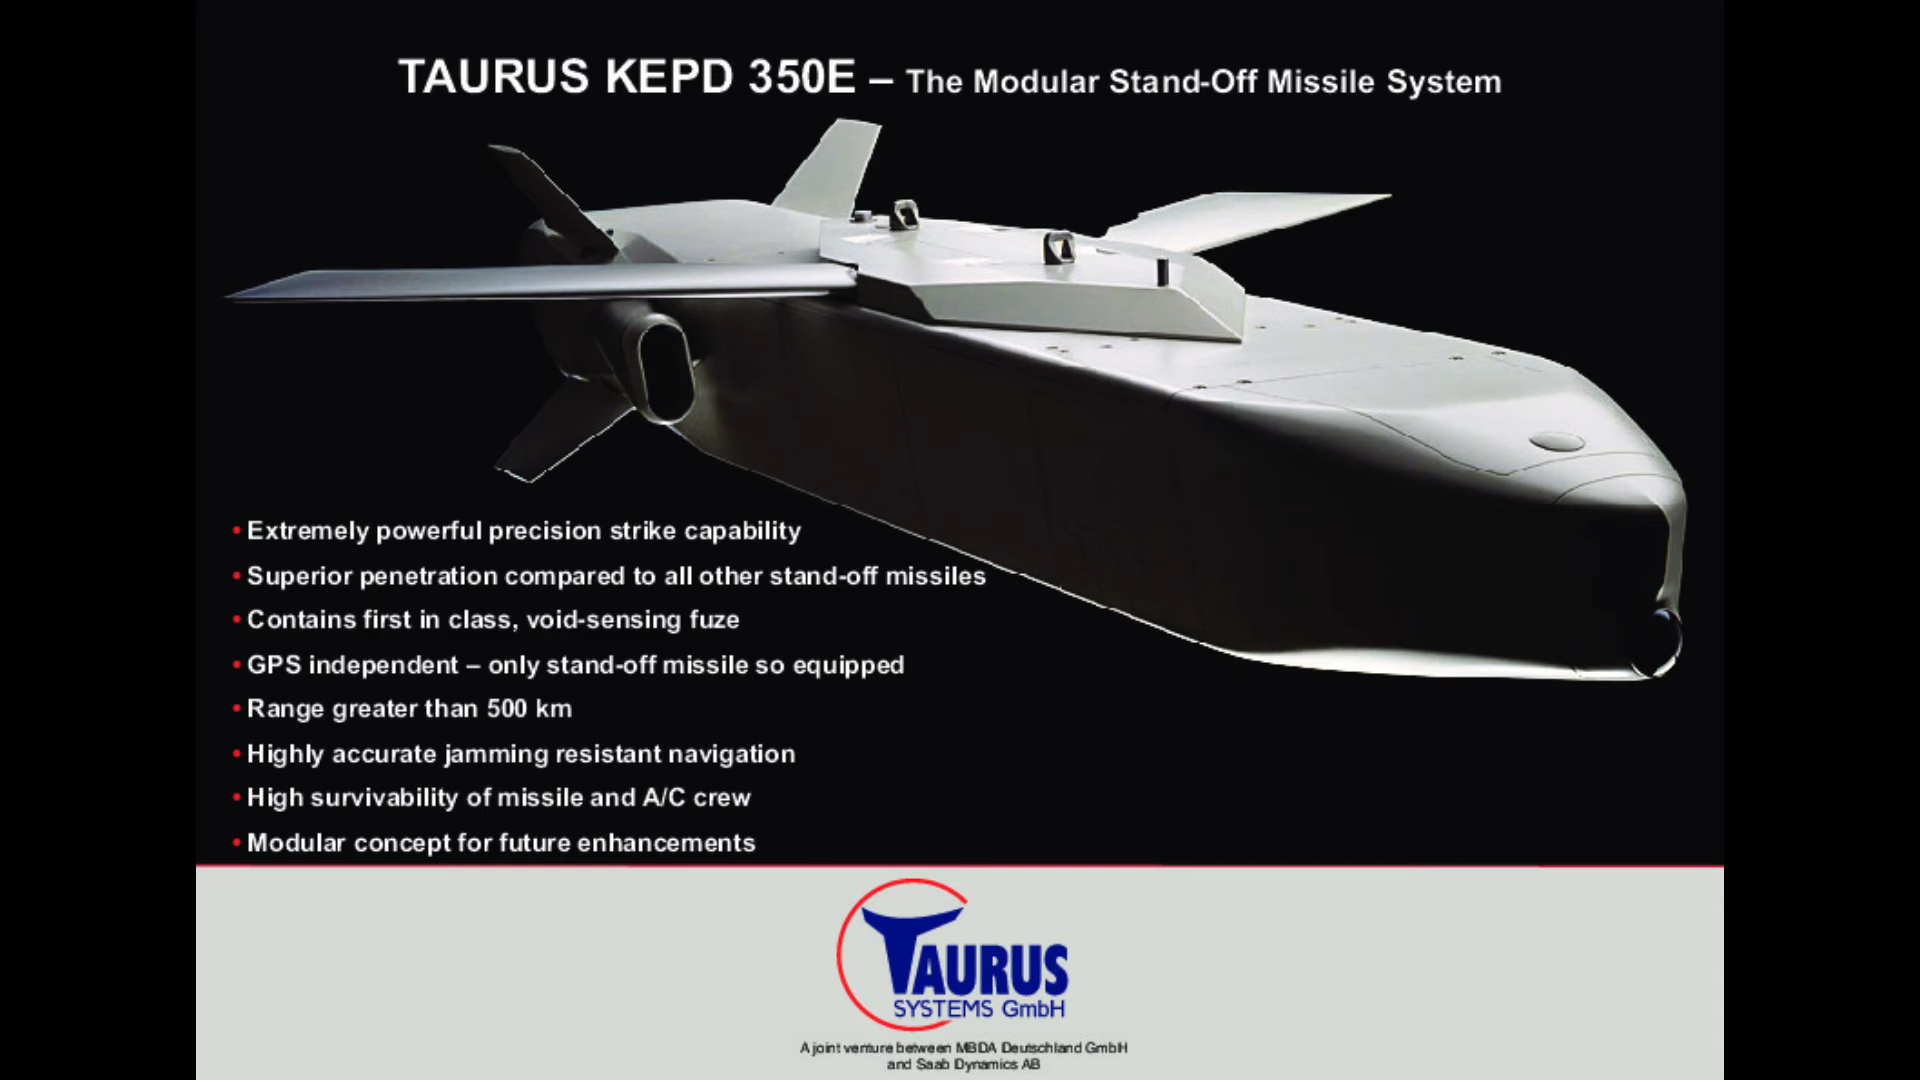 TAURUS KEPD 350E – The Modular Stand-Off Missile System
• Extremely powerful precision strike capability
• Superior penetration compared to all other stand-off missiles
• Contains first in class, void-sensing fuze
• GPS independent – only stand-off missile so equipped
• Range greater than 500 km
• Highly accurate jamming resistant navigation
• High survivability of missile and A/C crew
• Modular concept for future enhancements
TAURUS
SYSTEMS GmbH
A joint venture between MBDA Deutschland GmbH
and Saab Dynamics AB